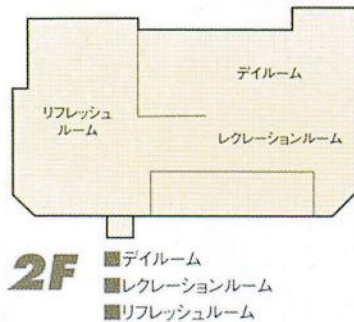 デイルーム
リフレッシュ
ルーム
レクレーションルーム
2F
■デイルーム
■レクレーションルーム
■リフレッシュルーム